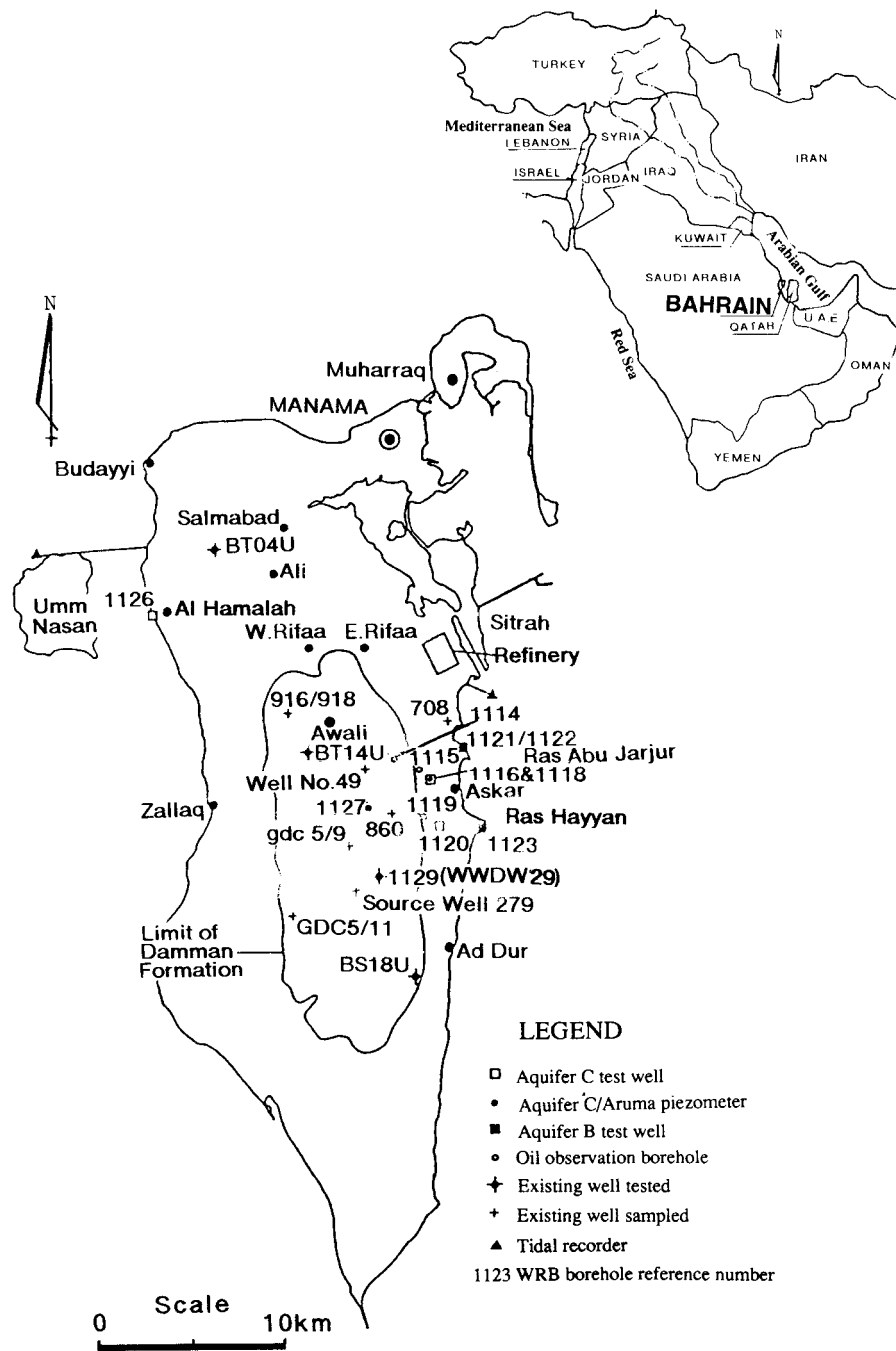 N
TURKEY
Mediterranean Sea
SYRIA
LEBANON
IRAN
ISRAEL
JORDAN
IRAQ
KUWAIT
Arabian Gulf
SAUDI ARABIA
BAHRAIN
QATAH
U.A.E
Red Sea
OMAN
YEMEN
N
Muharraq
MANAMA
Budayyi
Salmabad
BT04U
Ali
1126
Umm
Nasan
Al Hamalah
W.Rifaa
E.Rifaa
Sitrah
Refinery
916/918
708
1114
Awali
BT14U
1121/1122
1115
Ras Abu Jarjur
Well No.49
1116&1118
Askar
Zallaq
1127
1119
Ras Hayyan
gdc 5/9
860
1120
1123
1129(WWDW29)
Source Well 279
GDC5/11
Limit of
Damman
Formation
BS18U
Ad Dur
LEGEND
Aquifer C test well
Aquifer C/Aruma piezometer
Aquifer B test well
Oil observation borehole
Existing well tested
Existing well sampled
Tidal recorder
1123 WRB borehole reference number
Scale
0 10km